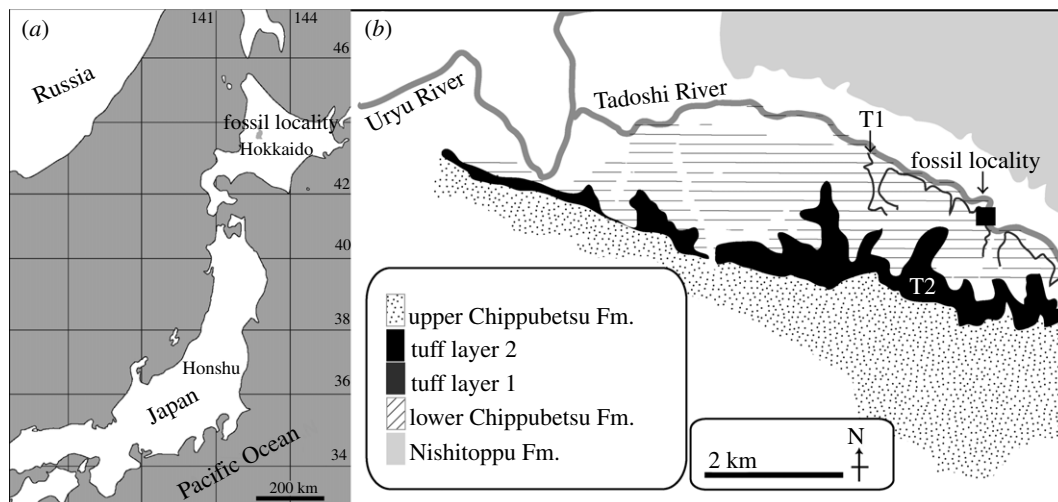 (a)
141
144
46
Russia
fossil locality
Hokkaido
42
40
38
Honshu
36
Japan
34
Pacific Ocean
200 km
(b)
Uryu River
Tadoshi River
T1
fossil locality
T2
upper Chippubetsu Fm.
tuff layer 2
tuff layer 1
lower Chippubetsu Fm.
Nishitoppu Fm.
2 km
N